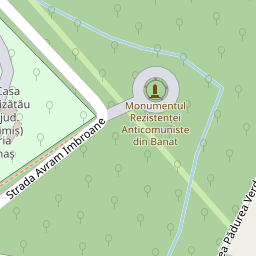 Casa
jud.
Monumentul
Rezistenței
Anticomuniste
din Banat
Strada Avram Imbroane
Pădurea Verd